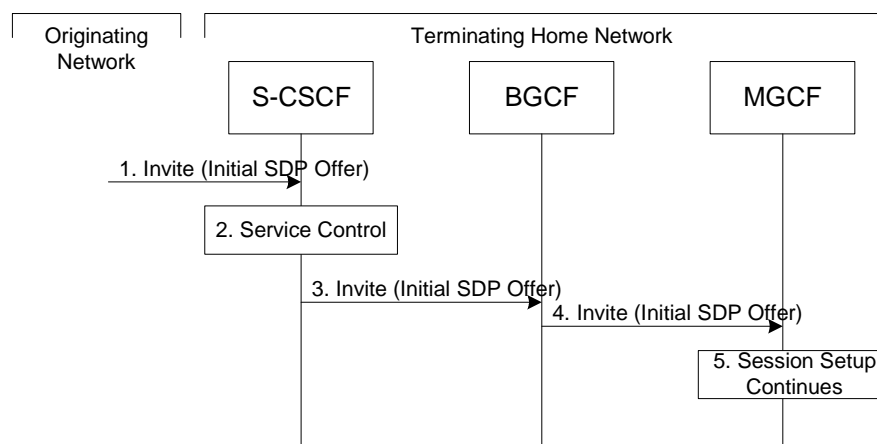 Originating
Network
Terminating Home Network
S-CSCF
BGCF
MGCF
1. Invite (Initial SDP Offer)
2. Service Control
3. Invite (Initial SDP Offer)
4. Invite (Initial SDP Offer)
5. Session Setup
Continues